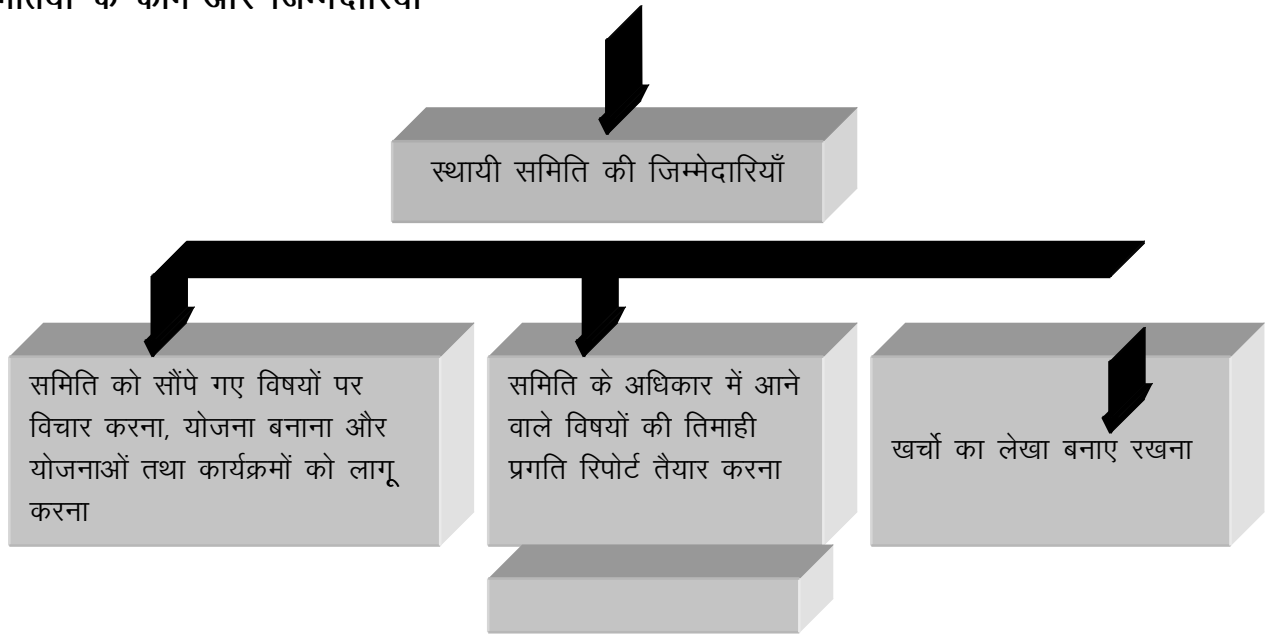 के काम और जिम्मेदारियाँ
स्थायी समिति की जिम्मेदारियाँ
समिति को सौंपे गए विषयों पर
विचार करना, योजना बनाना और
योजनाओं तथा कार्यक्रमों को लागू
करना
समिति के अधिकार में आने
वाले विषयों की तिमाही
प्रगति रिपोर्ट तैयार करना
खर्चो का लेखा बनाए रखना